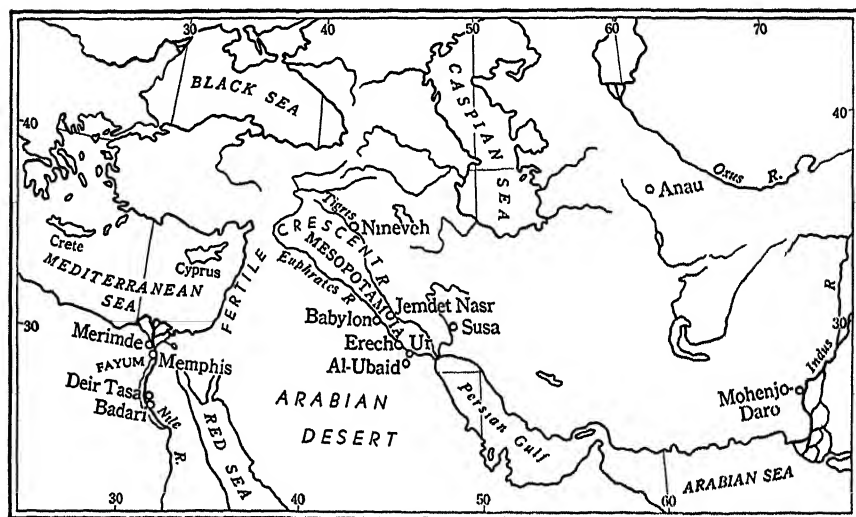 30 50 60 70
BLACK SEA
CASPIAN SEA
40 40
Oxus R.
Anau
Tigris R
Nineveh
Crete
Cyprus
MEDITERRANEAN
SEA
FERTILE CRESCENT
MESOPOTAMIA
Euphrates R
Jemdet Nasr
Babylon
Susa
30 30
Erech Ur
Al-Ubaid
Merimde
FAYUM Memphis
Deir Tasa
Badari
Nile R.
RED SEA
ARABIAN
DESERT
Persian Gulf
Indus R
Mohenjo-
Daro
ARABIAN SEA
30 40 50 60